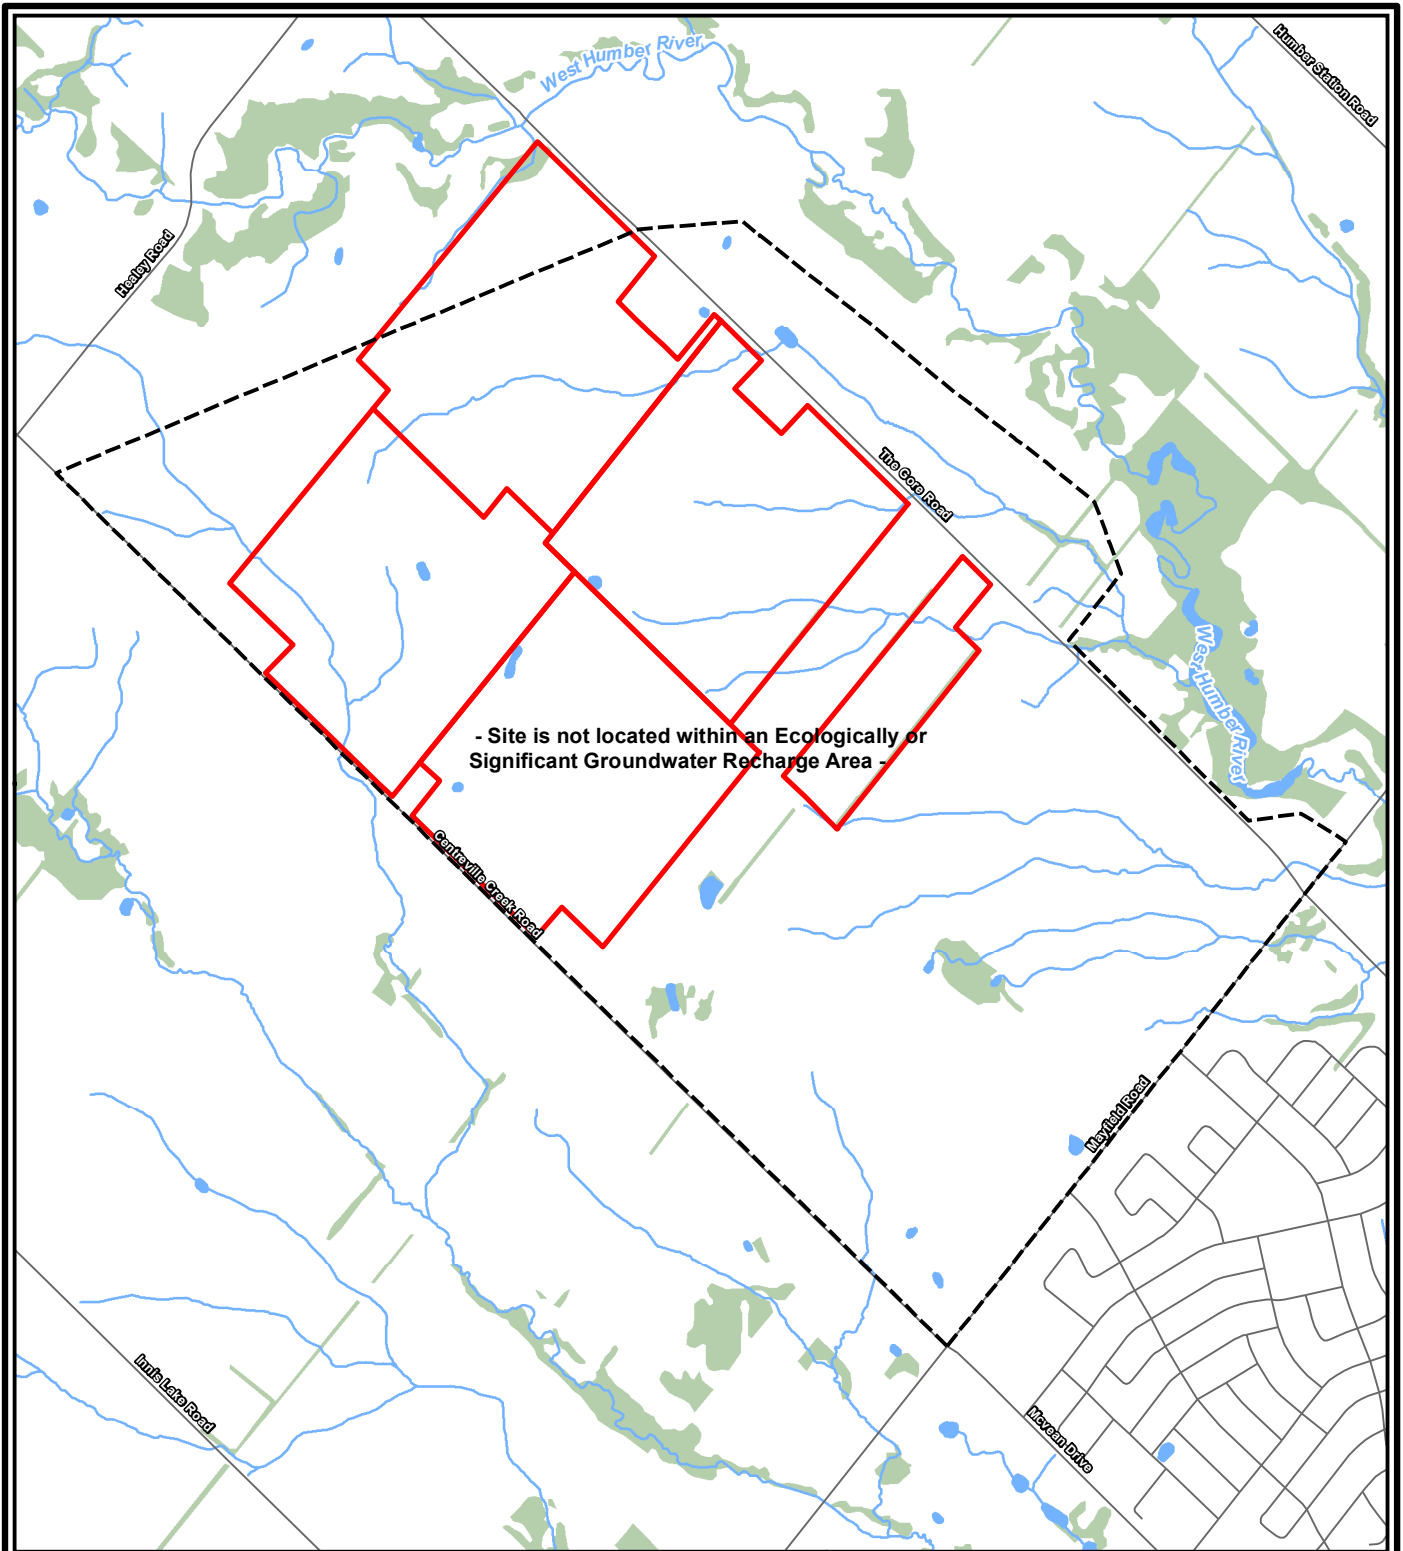 Humber Station Road
West Humber River
Healey Road
The Gore Road
West Humber River
- Site is not located within an Ecologically or
Significant Groundwater Recharge Area -
Centreville Creek Road
Mayfield Road
Innis Lake Road
Mcvean Drive